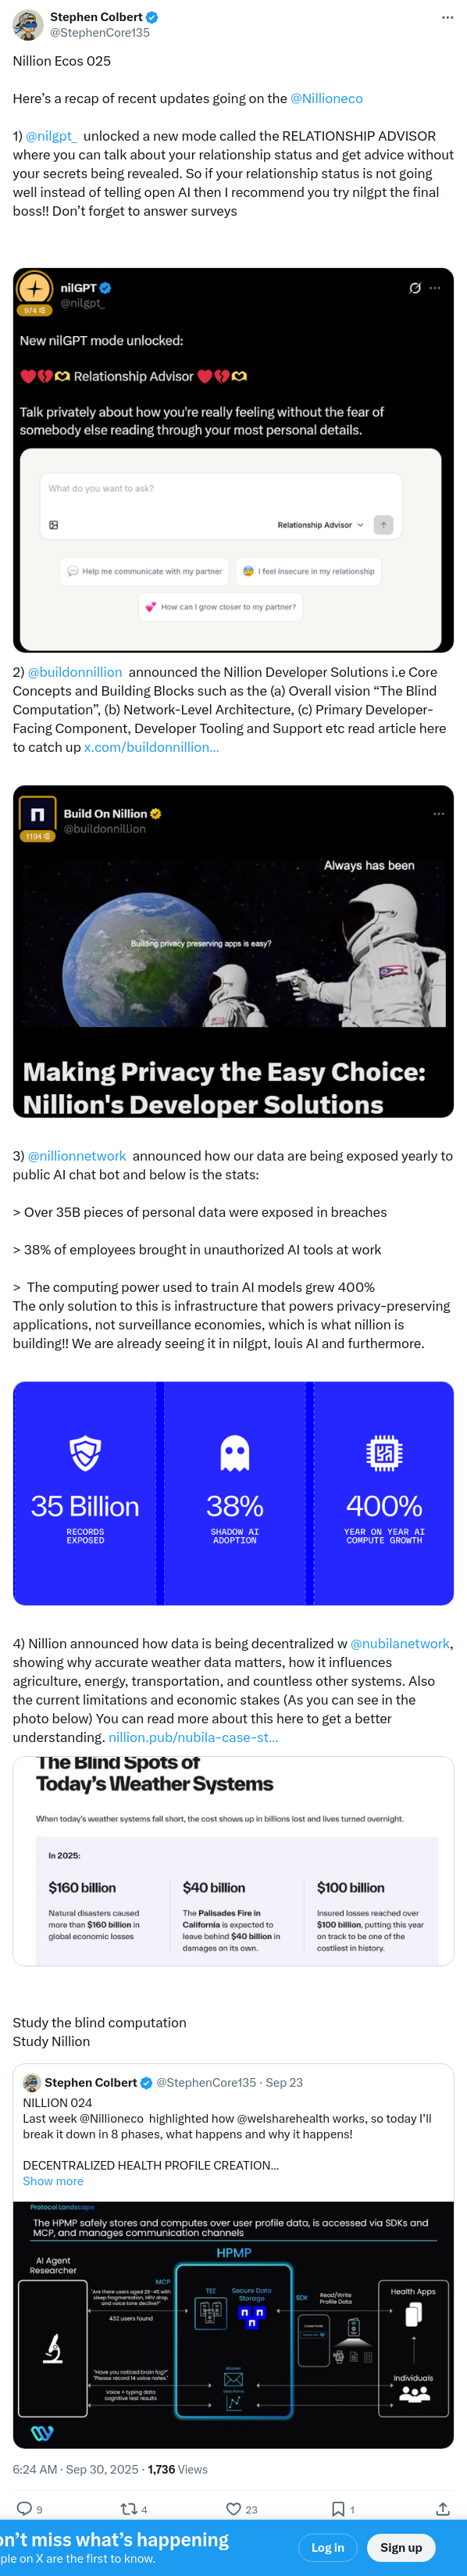 Stephen Colbert
@StephenCore135
Nillion Ecos 025
Here's a recap of recent updates going on the @Nillioneco
1) @nilgpt_ unlocked a new mode called the RELATIONSHIP ADVISOR
where you can talk about your relationship status and get advice without
your secrets being revealed. So if your relationship status is not going
well instead of telling open AI then I recommend you try nilgpt the final
boss!! Don't forget to answer surveys
nilGPT
@nilgpt_
974
New nilGPT mode unlocked:
❤️💔🫶 Relationship Advisor ❤️💔🫶
Talk privately about how you're really feeling without the fear of
somebody else reading through your most personal details.
What do you want to ask?
Relationship Advisor
Help me communicate with my partner
I feel insecure in my relationship
How can I grow closer to my partner?
2) @buildonnillion announced the Nillion Developer Solutions i.e Core
Concepts and Building Blocks such as the (a) Overall vision “The Blind
Computation”, (b) Network-Level Architecture, (c) Primary Developer-
Facing Component, Developer Tooling and Support etc read article here
to catch up x.com/buildonnillion…
Build On Nillion
@buildonnillion
1194
Always has been
Building privacy preserving apps is easy?
Making Privacy the Easy Choice:
Nillion's Developer Solutions
3) @nillionnetwork announced how our data are being exposed yearly to
public AI chat bot and below is the stats:
> Over 35B pieces of personal data were exposed in breaches
> 38% of employees brought in unauthorized AI tools at work
> The computing power used to train AI models grew 400%
The only solution to this is infrastructure that powers privacy-preserving
applications, not surveillance economies, which is what nillion is
building!! We are already seeing it in nilgpt, louis AI and furthermore.
35 Billion
RECORDS
EXPOSED
38%
SHADOW AI
ADOPTION
400%
YEAR ON YEAR AI
COMPUTE GROWTH
4) Nillion announced how data is being decentralized w @nubilanetwork,
showing why accurate weather data matters, how it influences
agriculture, energy, transportation, and countless other systems. Also
the current limitations and economic stakes (As you can see in the
photo below) You can read more about this here to get a better
understanding. nillion.pub/nubila-case-st…
The Blind Spots of
Today's Weather Systems
When today's weather systems fall short, the cost shows up in billions lost and lives turned overnight.
In 2025:
$160 billion
Natural disasters caused
more than $160 billion in
global economic losses
$40 billion
The Palisades Fire in
California is expected to
leave behind $40 billion in
damages on its own.
$100 billion
Insured losses reached over
$100 billion, putting this year
on track to be one of the
costliest in history.
Study the blind computation
Study Nillion
Stephen Colbert @StephenCore135 · Sep 23
NILLION 024
Last week @Nillioneco highlighted how @welsharehealth works, so today I'll
break it down in 8 phases, what happens and why it happens!
DECENTRALIZED HEALTH PROFILE CREATION…
Show more
Protocol Landscape
The HPMP safely stores and computes over user profile data, is accessed via SDKs and
MCP, and manages communication channels
HPMP
AI Agent
Researcher
MCP
"Are there users aged 25-45 with
sleep fragmentation, HRV drop,
and voice tone decline?"
432 users found
"Have you noticed brain fog?"
"Please record 14 voice notes."
Voice + typing data
cognitive test results
TEE
Secure Data
Storage
Answer
Data Points
SDK
Read/Write
Profile Data
Health Apps
Individuals
6:24 AM · Sep 30, 2025 · 1,736 Views
9
4
23
1
on't miss what's happening
ple on X are the first to know.
Log in
Sign up